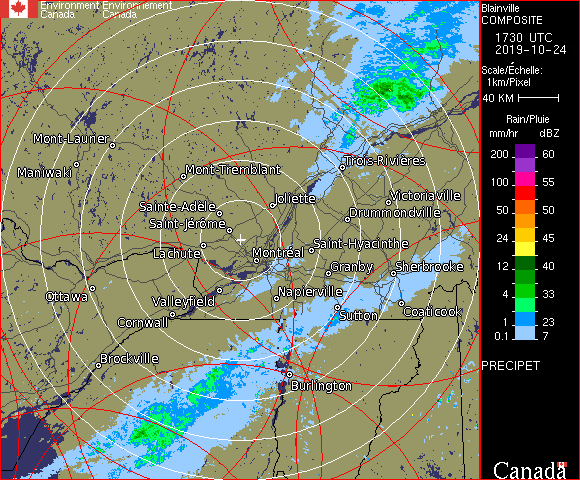 Environment Environnement
Canada Canada
Blainville
COMPOSITE
1730 UTC
2019-10-24
Scale/Échelle:
1km/Pixel
40 KM
Rain/Pluie
mm/hr dBZ
200 60
150 57
100 55
50 50
24 45
12 40
4 33
1 23
0.1 7
PRECIPET
Canada
Mont-Laurier
Maniwaki
Mont-Tremblant
Trois-Rivières
Sainte-Adèle
Joliette
Victoriaville
Drummondville
Saint-Jérôme
Lachute
Montréal
Saint-Hyacinthe
Granby
Sherbrooke
Ottawa
Valleyfield
Napierville
Coaticook
Cornwall
Sutton
Brockville
Burlington